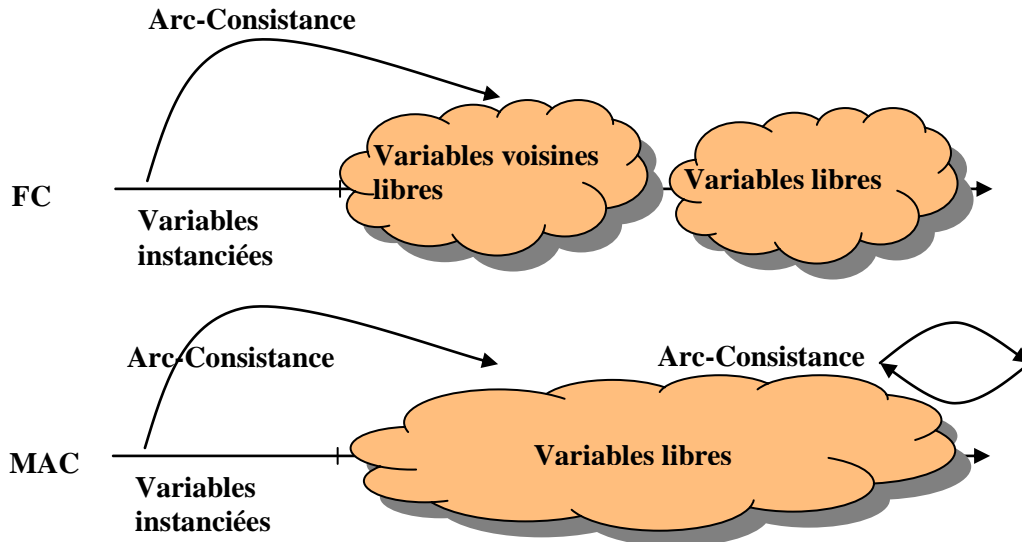 Arc-Consistance
Variables voisines
libres
Variables libres
FC
Variables
instanciées
Arc-Consistance
Arc-Consistance
Variables libres
MAC
Variables
instanciées